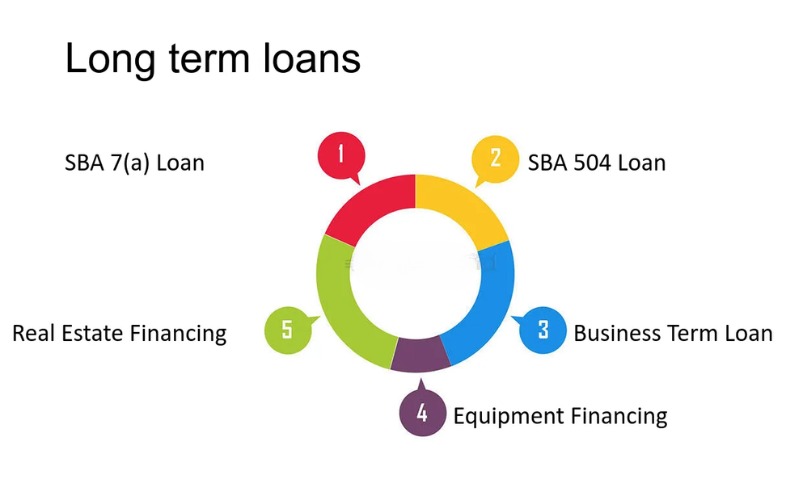 Long term loans
SBA 7(a) Loan
1
2
SBA 504 Loan
Real Estate Financing
5
3
Business Term Loan
4
Equipment Financing